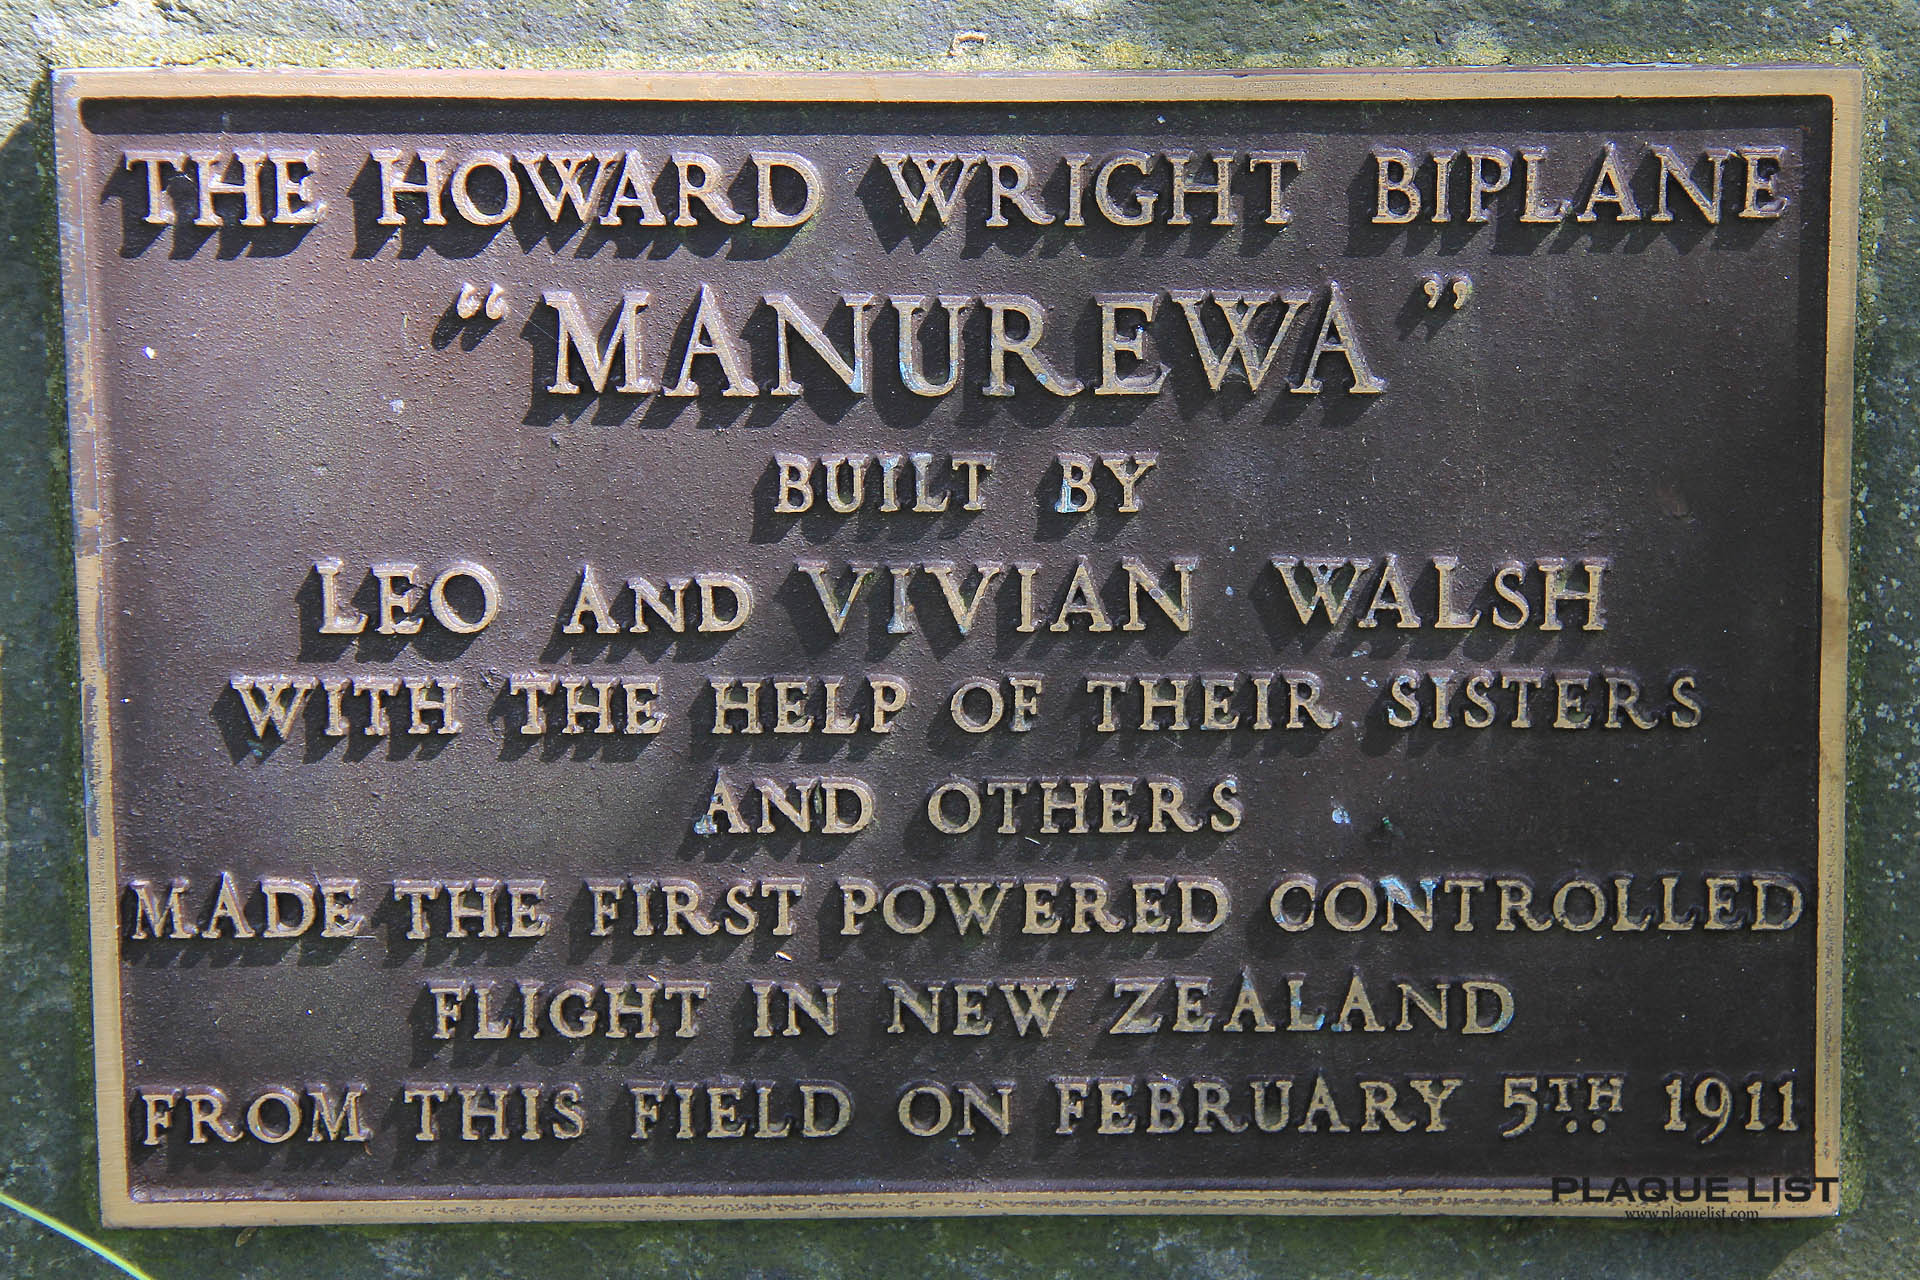 THE HOWARD WRIGHT BIPLANE
“MANUREWA”
BUILT BY
LEO AND VIVIAN WALSH
WITH THE HELP OF THEIR SISTERS
AND OTHERS
MADE THE FIRST POWERED CONTROLLED
FLIGHT IN NEW ZEALAND
FROM THIS FIELD ON FEBRUARY 5TH 1911
PLAQUE LIST
www.plaquelist.com